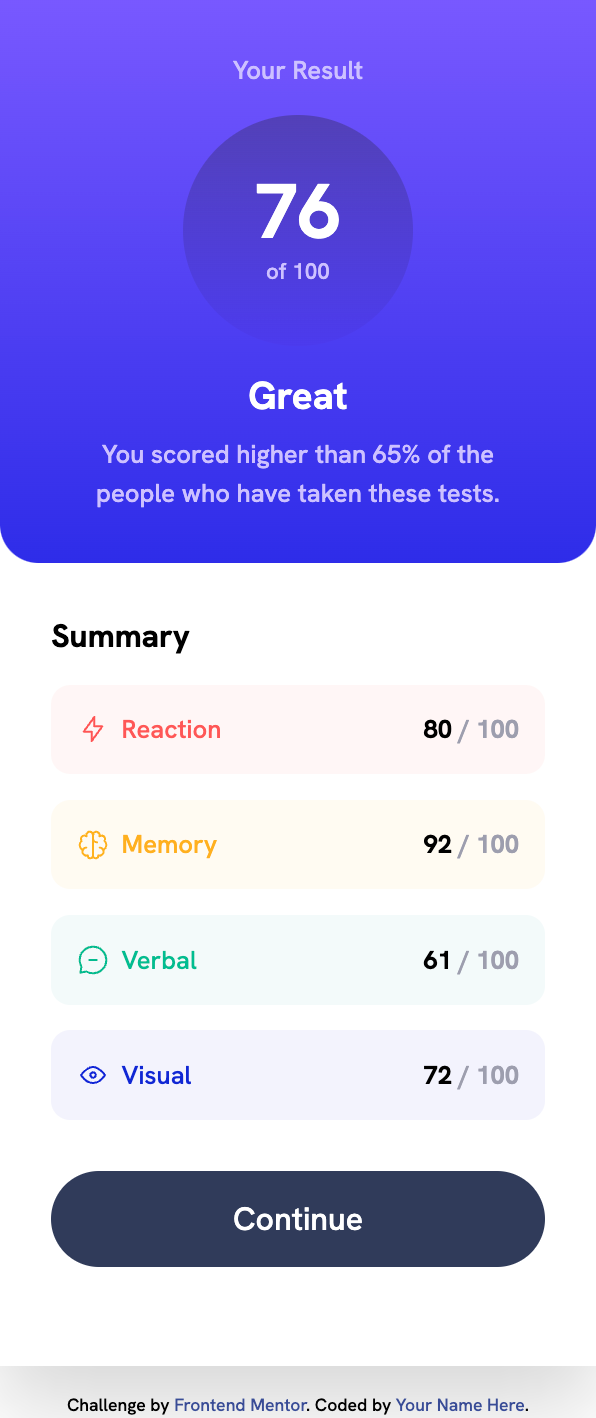 Your Result
76
of 100
Great
You scored higher than 65% of the
people who have taken these tests.
Summary
Reaction 80 / 100
Memory 92 / 100
Verbal 61 / 100
Visual 72 / 100
Continue
Challenge by Frontend Mentor. Coded by Your Name Here.